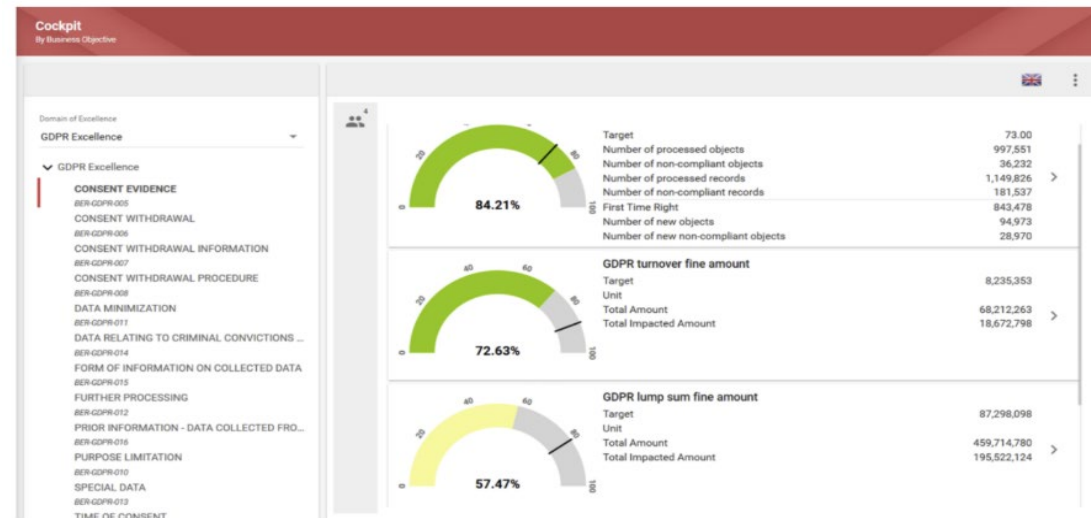 Cockpit
By Business Objective
Domain of Excellence
GDPR Excellence
GDPR Excellence
CONSENT EVIDENCE
BER-GDPR-005
CONSENT WITHDRAWAL
BER-GDPR-006
CONSENT WITHDRAWAL INFORMATION
BER-GDPR-007
CONSENT WITHDRAWAL PROCEDURE
BER-GDPR-008
DATA MINIMIZATION
BER-GDPR-011
DATA RELATING TO CRIMINAL CONVICTIONS ...
BER-GDPR-014
FORM OF INFORMATION ON COLLECTED DATA
BER-GDPR-015
FURTHER PROCESSING
BER-GDPR-012
PRIOR INFORMATION - DATA COLLECTED FRO...
BER-GDPR-016
PURPOSE LIMITATION
BER-GDPR-010
SPECIAL DATA
BER-GDPR-013
TIME OF CONSENT
4
0 20 80 100
84.21%
Target 73.00
Number of processed objects 997,551
Number of non-compliant objects 36,232
Number of processed records 1,149,826
Number of non-compliant records 181,537
First Time Right 843,478
Number of new objects 94,973
Number of new non-compliant objects 28,970
0 20 40 60 80 100
72.63%
GDPR turnover fine amount
Target 8,235,353
Unit
Total Amount 68,212,263
Total Impacted Amount 18,672,798
0 20 40 60 80 100
57.47%
GDPR lump sum fine amount
Target 87,298,098
Unit
Total Amount 459,714,780
Total Impacted Amount 195,522,124